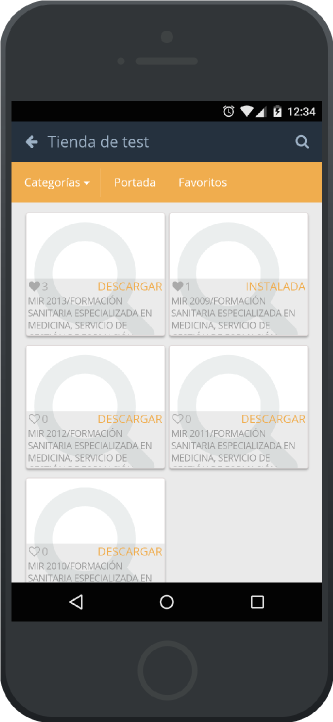 12:34
Tienda de test
Categorías Portada Favoritos
3 DESCARGAR
MIR 2013/FORMACIÓN
SANITARIA ESPECIALIZADA EN
MEDICINA, SERVICIO DE
1 INSTALADA
MIR 2009/FORMACIÓN
SANITARIA ESPECIALIZADA EN
MEDICINA, SERVICIO DE
0 DESCARGAR
MIR 2012/FORMACIÓN
SANITARIA ESPECIALIZADA EN
MEDICINA, SERVICIO DE
0 DESCARGAR
MIR 2011/FORMACIÓN
SANITARIA ESPECIALIZADA EN
MEDICINA, SERVICIO DE
0 DESCARGAR
MIR 2010/FORMACIÓN
SANITARIA ESPECIALIZADA EN